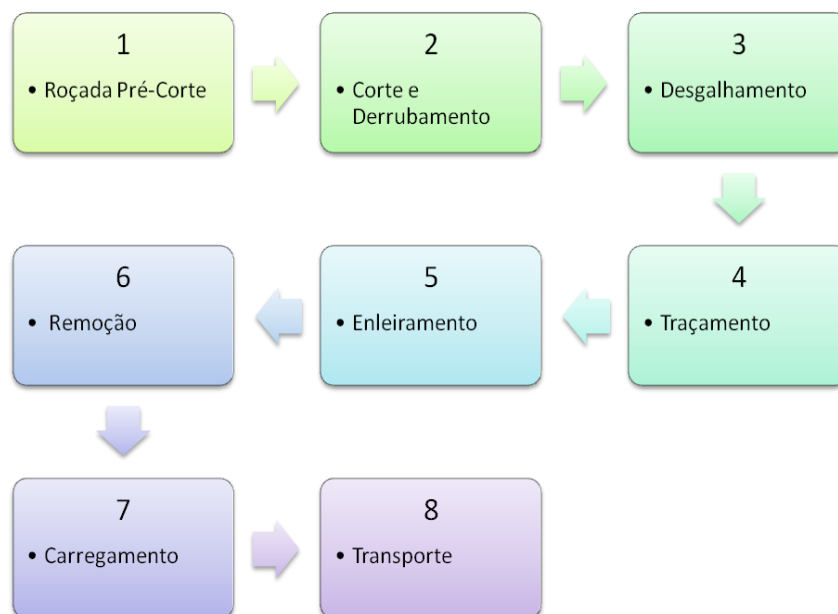 1
• Roçada Pré-Corte
2
• Corte e
Derrubamento
3
• Desgalhamento
4
• Traçamento
5
• Enleiramento
6
• Remoção
7
• Carregamento
8
• Transporte